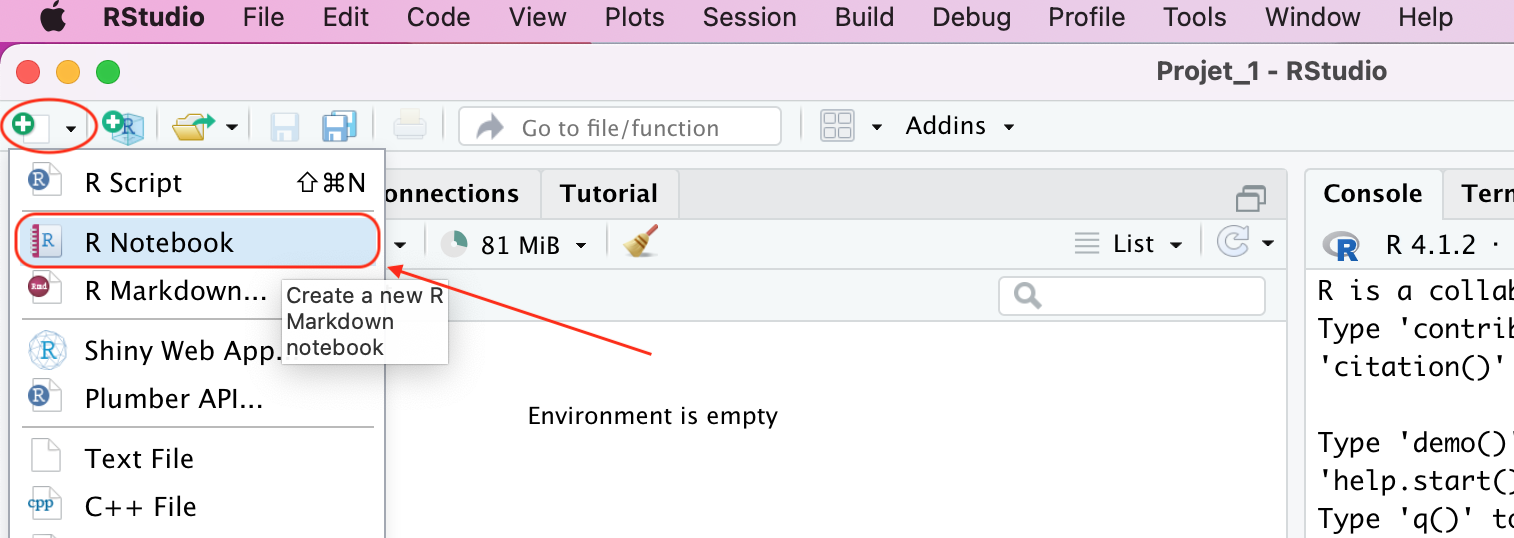 RStudio File Edit Code View Plots Session Build Debug Profile Tools Window Help
Projet_1 - RStudio
Go to file/function Addins
R Script ⇧⌘N
R Notebook
R Markdown...
Create a new R
Markdown
notebook
Shiny Web App.
Plumber API...
Text File
cpp C++ File
onnections Tutorial
81 MiB List
Environment is empty
Console Tern
R 4.1.2 ·
R is a collab
Type 'contrib
'citation()'
Type 'demo()'
'help.start()
Type 'q()' to